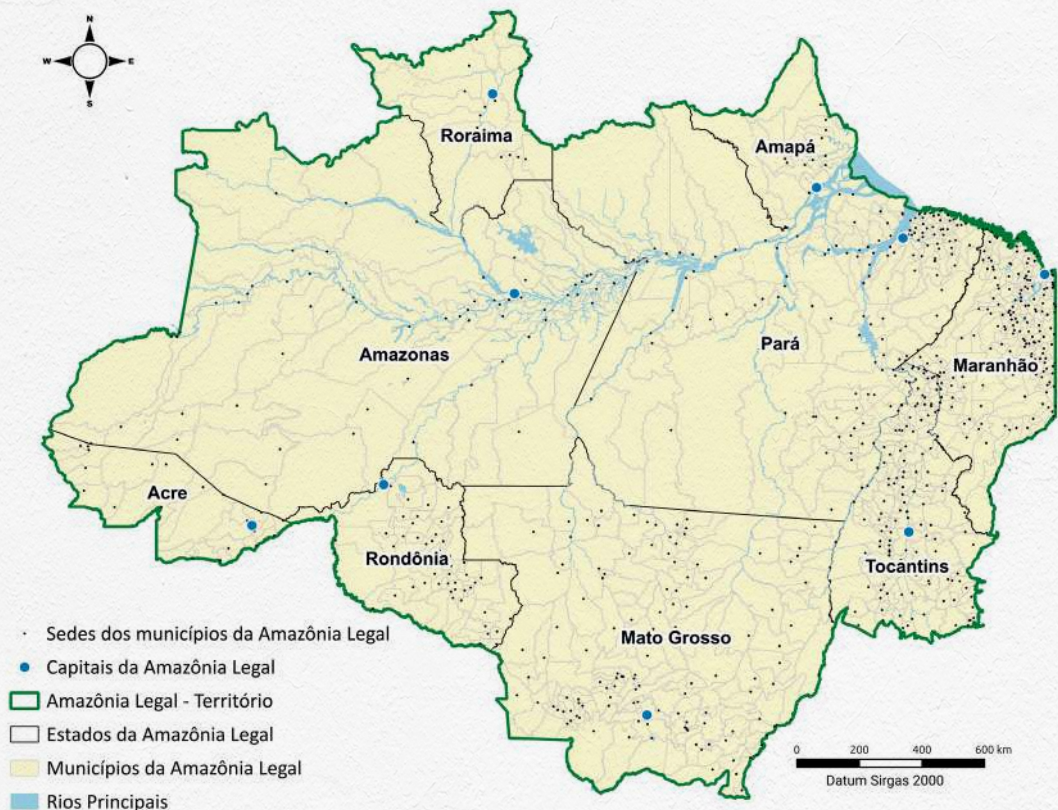 N
W E
S
Roraima
Amapá
Amazonas
Pará
Maranhão
Acre
Rondônia
Tocantins
Mato Grosso
Sedes dos municípios da Amazônia Legal
Capitais da Amazônia Legal
Amazônia Legal - Território
Estados da Amazônia Legal
Municípios da Amazônia Legal
Rios Principais
0 200 400 600 km
Datum Sirgas 2000